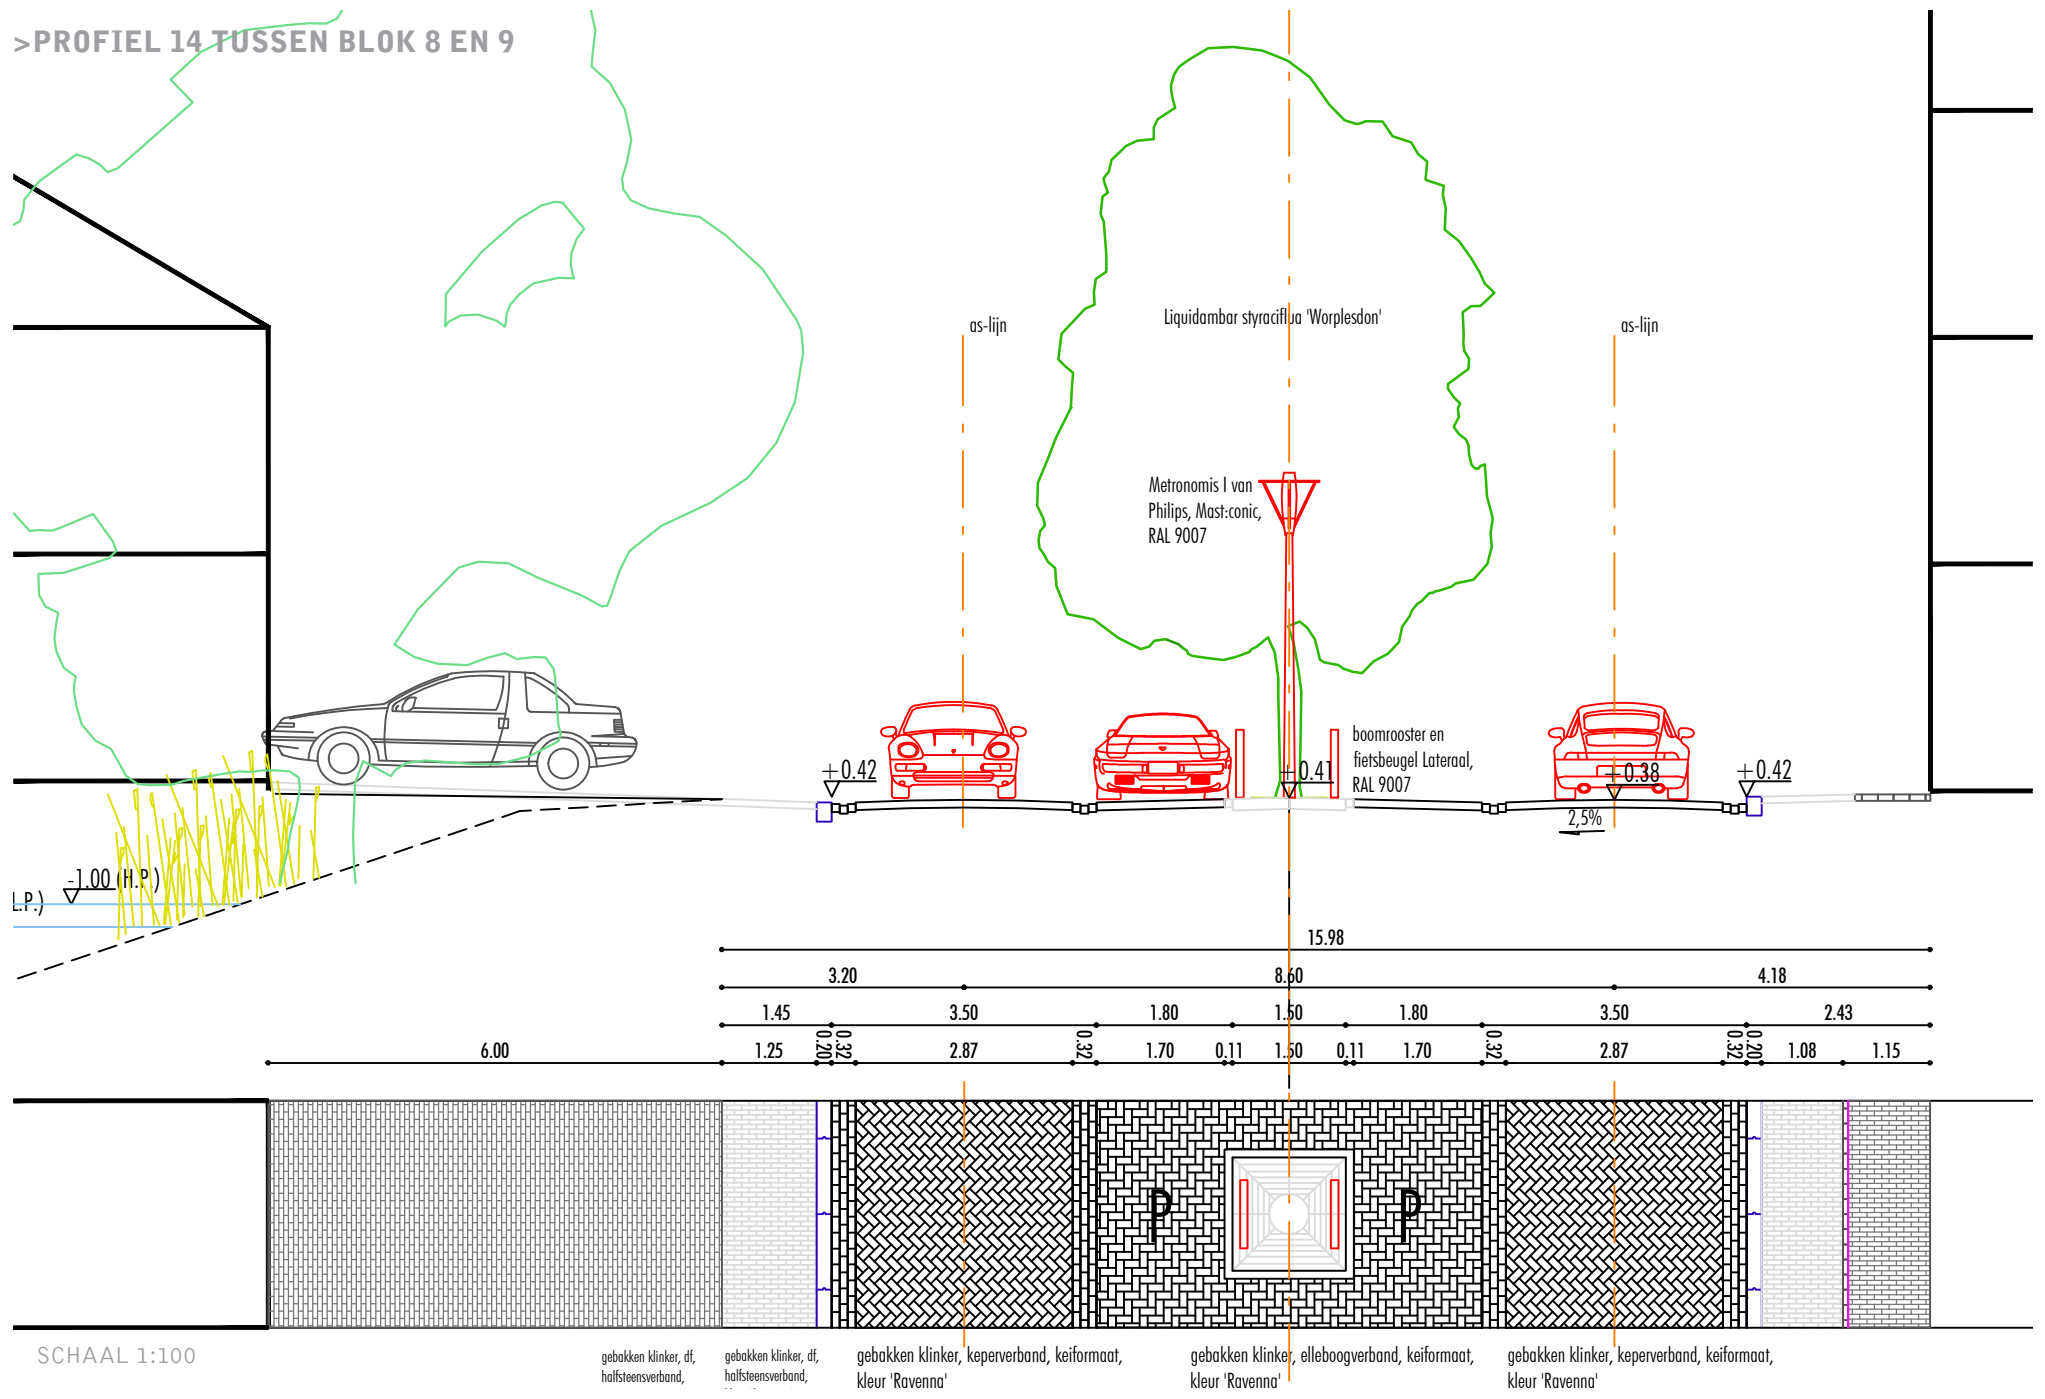 >PROFIEL 14 TUSSEN BLOK 8 EN 9
as-lijn
Liquidambar styraciflua 'Worplesdon'
as-lijn
Metronomis I van
Philips, Mast:conic,
RAL 9007
boomrooster en
fietsbeugel Lateraal,
RAL 9007
+0.42
+0.41
+0.38
+0.42
2,5%
-1.00 (H.P.)
L.P.)
15.98
3.20 8.60 4.18
1.45 3.50 1.80 1.50 1.80 3.50 2.43
6.00 1.25 0.20 0.32 2.87 0.32 1.70 0.11 1.50 0.11 1.70 0.32 2.87 0.32 0.20 1.08 1.15
P P
SCHAAL 1:100
gebakken klinker, df,
halfsteensverband,
gebakken klinker, df,
halfsteensverband,
gebakken klinker, keperverband, keiformaat,
kleur 'Ravenna'
gebakken klinker, elleboogverband, keiformaat,
kleur 'Ravenna'
gebakken klinker, keperverband, keiformaat,
kleur 'Ravenna'